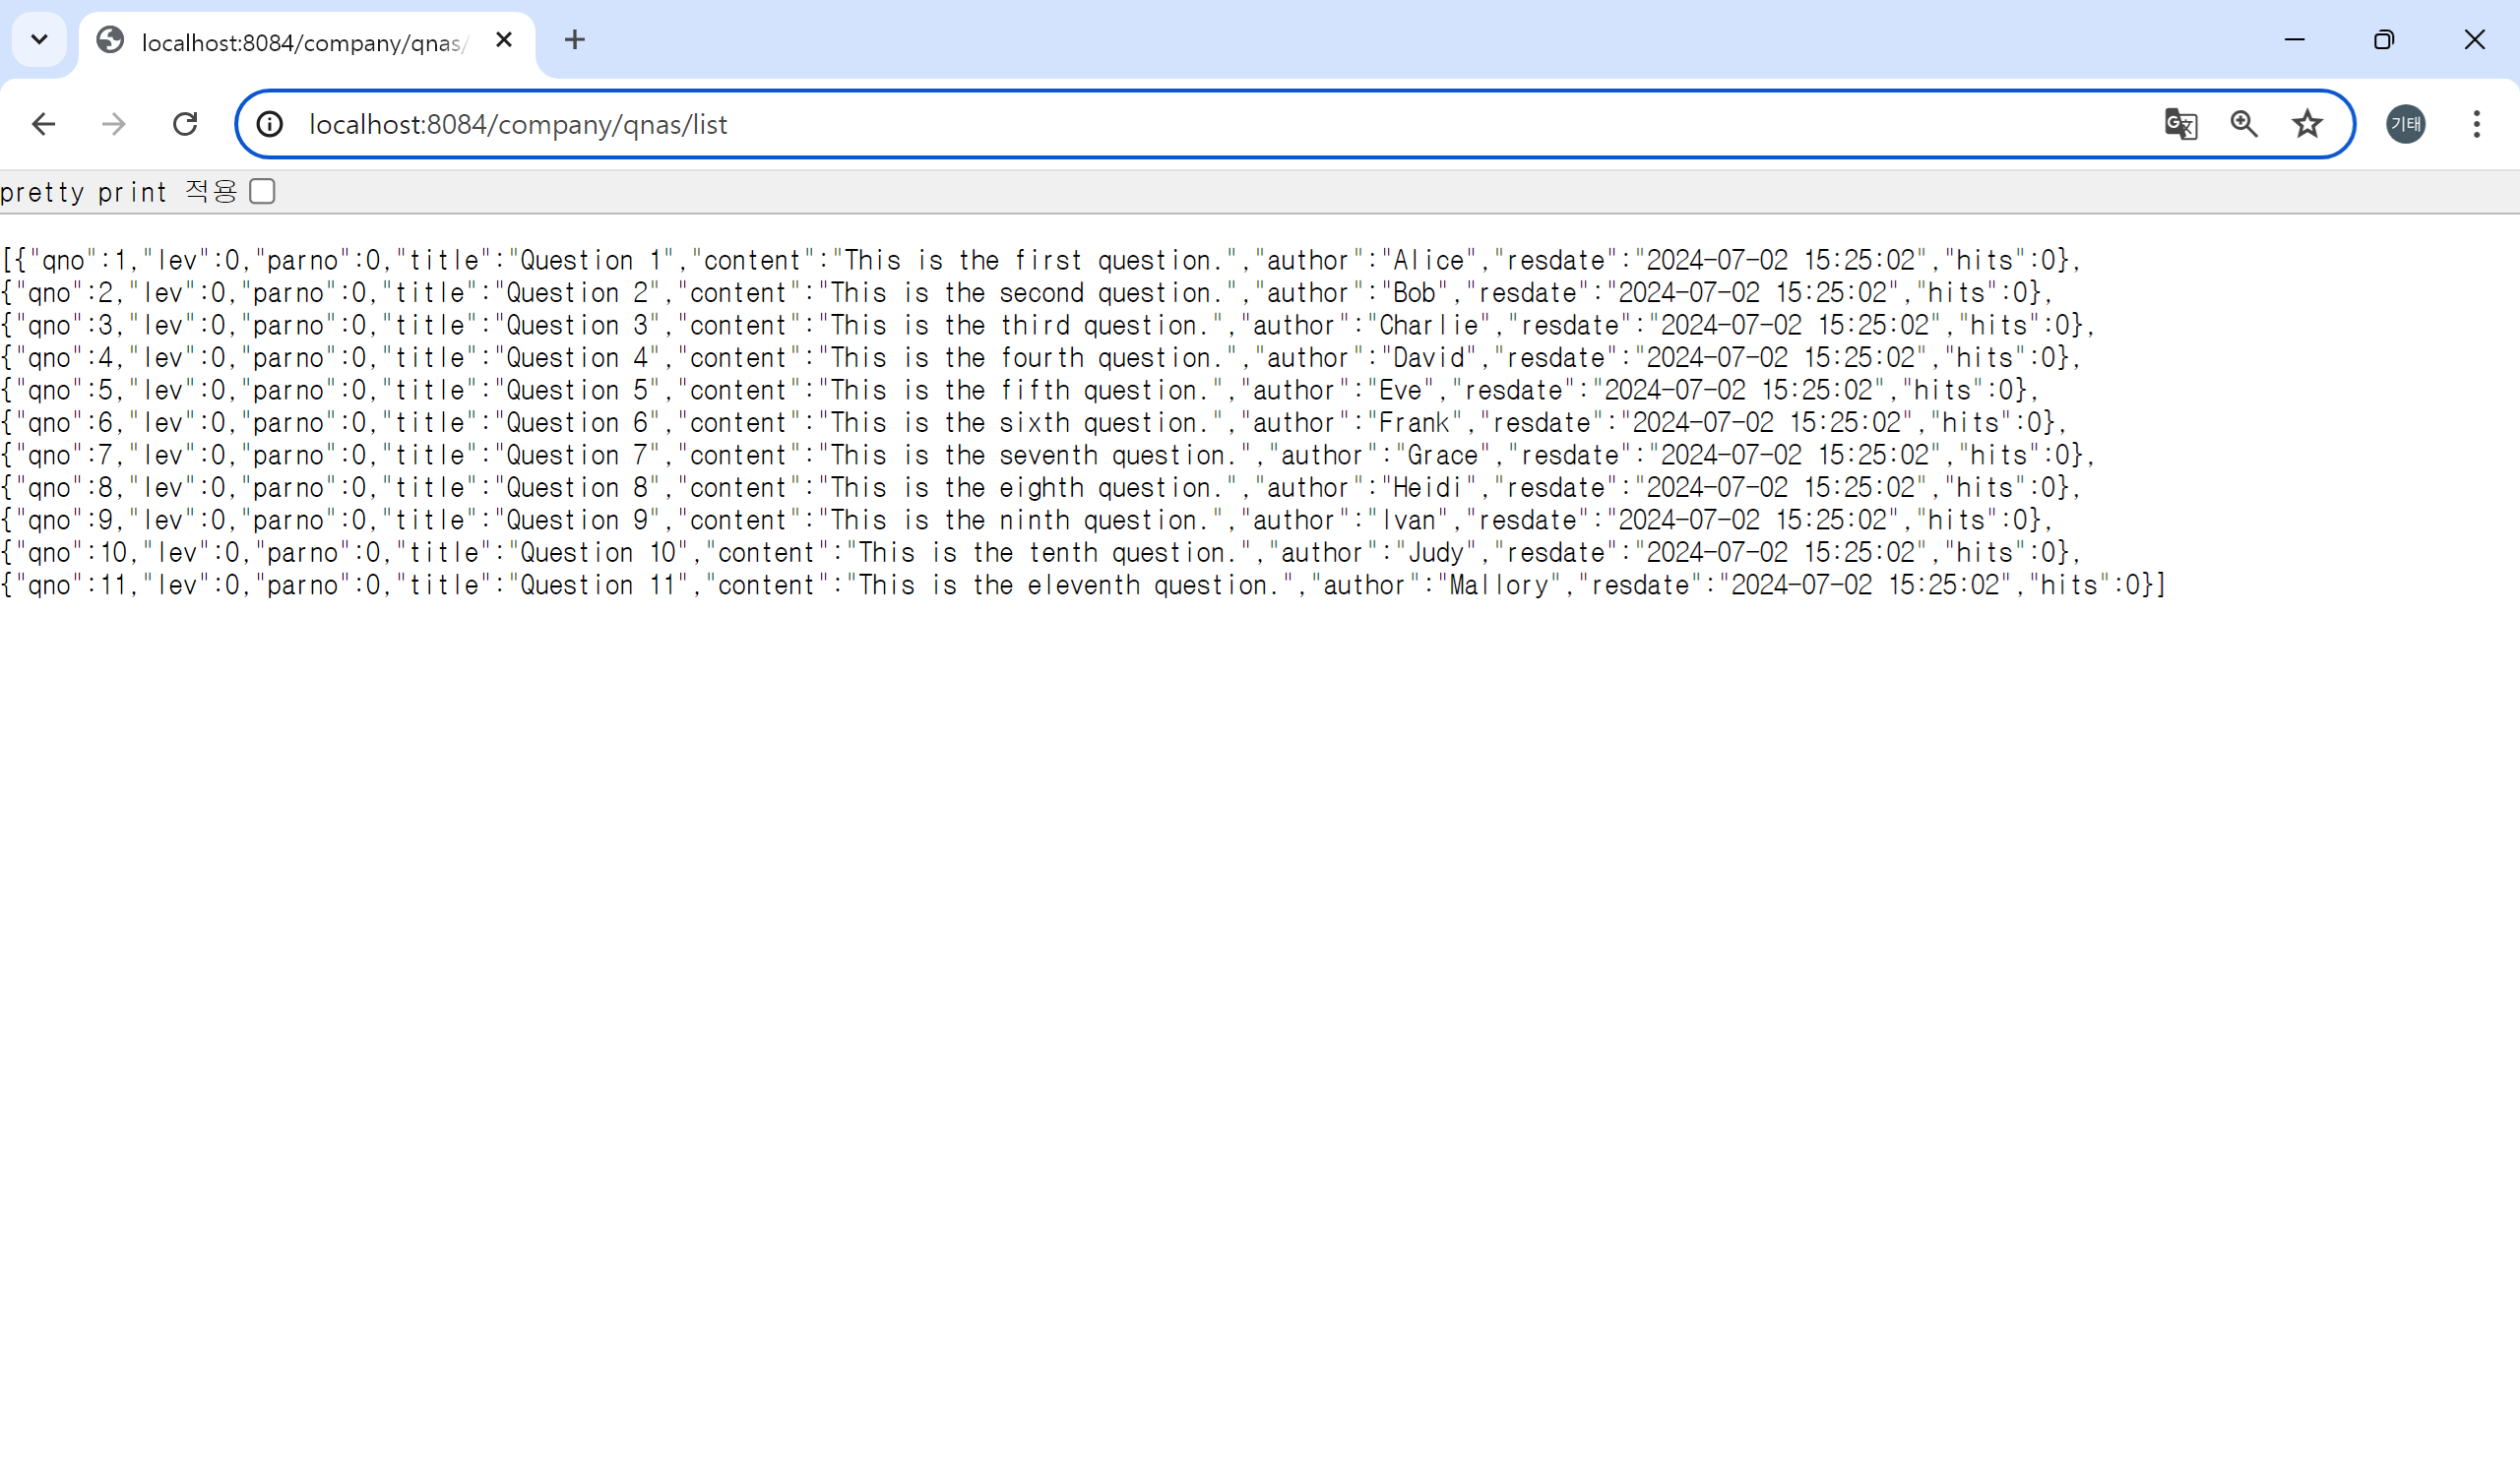 localhost:8084/company/qnas/
localhost:8084/company/qnas/list
기태
pretty print 적용
[{"qno":1,"lev":0,"parno":0,"title":"Question 1","content":"This is the first question.","author":"Alice","resdate":"2024-07-02 15:25:02","hits":0},
{"qno":2,"lev":0,"parno":0,"title":"Question 2","content":"This is the second question.","author":"Bob","resdate":"2024-07-02 15:25:02","hits":0},
{"qno":3,"lev":0,"parno":0,"title":"Question 3","content":"This is the third question.","author":"Charlie","resdate":"2024-07-02 15:25:02","hits":0},
{"qno":4,"lev":0,"parno":0,"title":"Question 4","content":"This is the fourth question.","author":"David","resdate":"2024-07-02 15:25:02","hits":0},
{"qno":5,"lev":0,"parno":0,"title":"Question 5","content":"This is the fifth question.","author":"Eve","resdate":"2024-07-02 15:25:02","hits":0},
{"qno":6,"lev":0,"parno":0,"title":"Question 6","content":"This is the sixth question.","author":"Frank","resdate":"2024-07-02 15:25:02","hits":0},
{"qno":7,"lev":0,"parno":0,"title":"Question 7","content":"This is the seventh question.","author":"Grace","resdate":"2024-07-02 15:25:02","hits":0},
{"qno":8,"lev":0,"parno":0,"title":"Question 8","content":"This is the eighth question.","author":"Heidi","resdate":"2024-07-02 15:25:02","hits":0},
{"qno":9,"lev":0,"parno":0,"title":"Question 9","content":"This is the ninth question.","author":"Ivan","resdate":"2024-07-02 15:25:02","hits":0},
{"qno":10,"lev":0,"parno":0,"title":"Question 10","content":"This is the tenth question.","author":"Judy","resdate":"2024-07-02 15:25:02","hits":0},
{"qno":11,"lev":0,"parno":0,"title":"Question 11","content":"This is the eleventh question.","author":"Mallory","resdate":"2024-07-02 15:25:02","hits":0}]